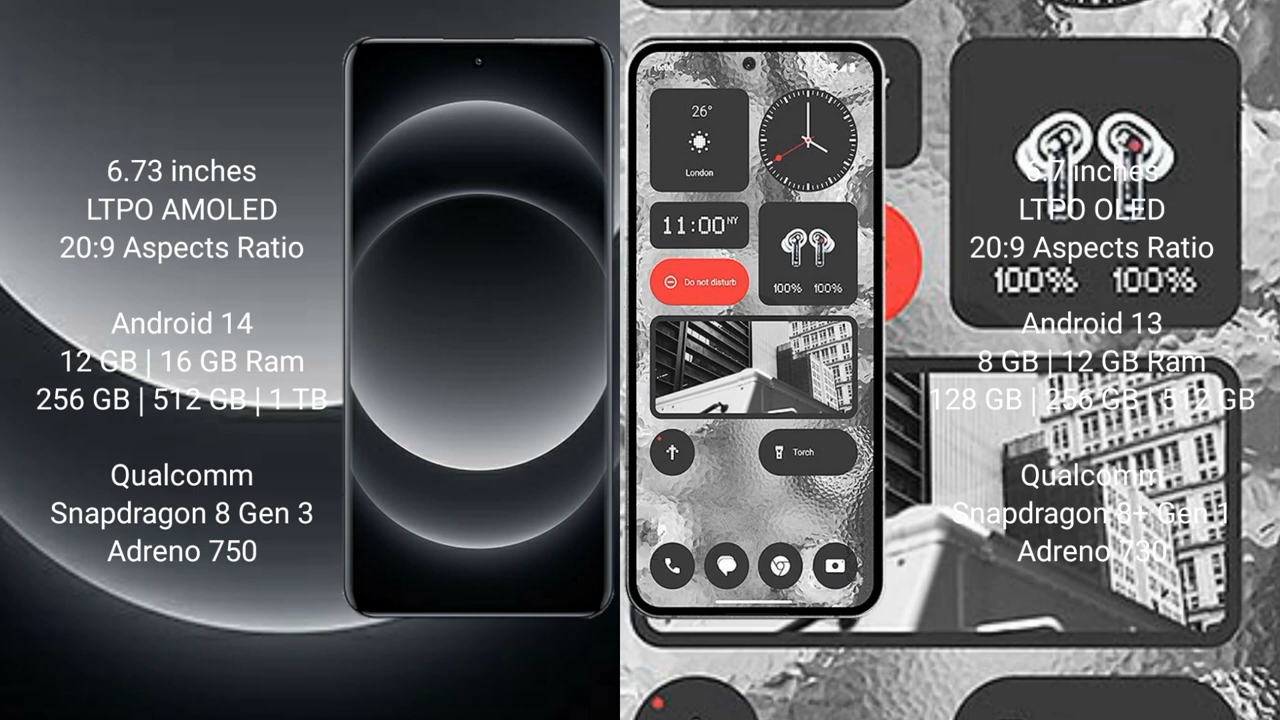 6.73 inches
LTPO AMOLED
20:9 Aspects Ratio
Android 14
12 GB | 16 GB Ram
256 GB | 512 GB | 1 TB
Qualcomm
Snapdragon 8 Gen 3
Adreno 750
26°
London
11:00 NY
Do not disturb
100% 100%
Torch
6.7 inches
LTPO OLED
20:9 Aspects Ratio
100% 100%
Android 13
8 GB | 12 GB Ram
128 GB | 256 GB | 512 GB
Qualcomm
Snapdragon 8+ Gen 1
Adreno 730